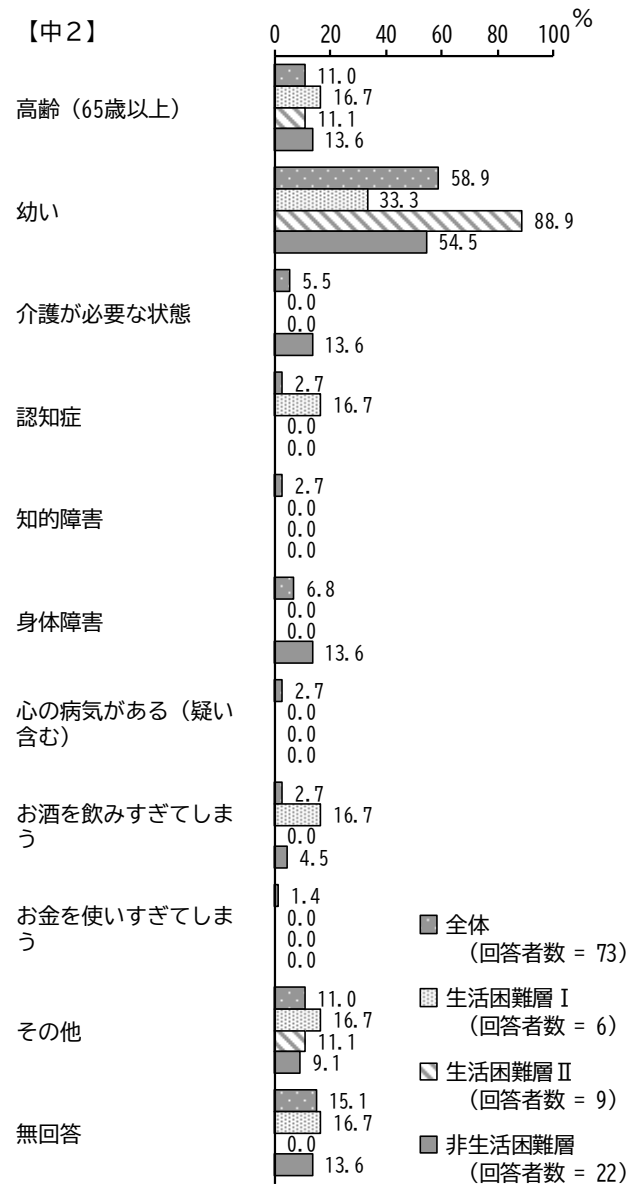 【中２】
%
0 20 40 60 80 100
高齢（65歳以上）
11.0
16.7
11.1
13.6
幼い
58.9
33.3
88.9
54.5
介護が必要な状態
5.5
0.0
0.0
13.6
認知症
2.7
16.7
0.0
0.0
知的障害
2.7
0.0
0.0
0.0
身体障害
6.8
0.0
0.0
13.6
心の病気がある（疑い
含む）
2.7
0.0
0.0
0.0
お酒を飲みすぎてしま
う
2.7
16.7
0.0
4.5
お金を使いすぎてしま
う
1.4
0.0
0.0
0.0
その他
11.0
16.7
11.1
9.1
無回答
15.1
16.7
0.0
13.6
全体
（回答者数 = 73）
生活困難層Ⅰ
（回答者数 = 6）
生活困難層Ⅱ
（回答者数 = 9）
非生活困難層
（回答者数 = 22）